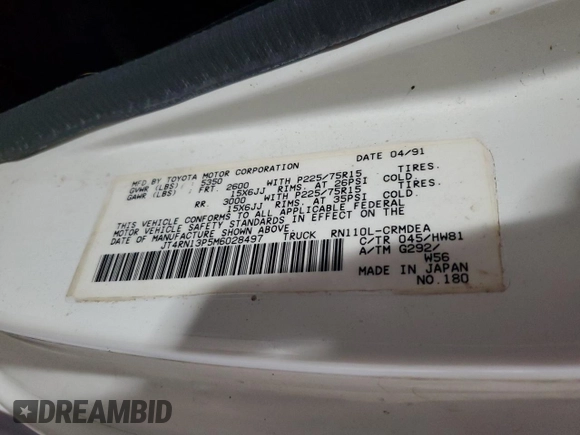 MFD BY TOYOTA MOTOR CORPORATION DATE 04/91
GVWR (LBS) : 5350
GAWR (LBS) FRT. 2600 WITH P225/75R15 TIRES.
15X6JJ RIMS. AT 26PSI COLD.
RR. 3000 WITH P225/75R15 TIRES.
15X6JJ RIMS. AT 35PSI COLD.
THIS VEHICLE CONFORMS TO ALL APPLICABLE FEDERAL
MOTOR VEHICLE SAFETY STANDARDS IN EFFECT ON THE
DATE OF MANUFACTURE SHOWN ABOVE.
JT4RN13P5M6028497 TRUCK RN110L-CRMDEA
C/TR 045/HW81
A/TM G292/
W56
MADE IN JAPAN
NO.180
DREAMBID